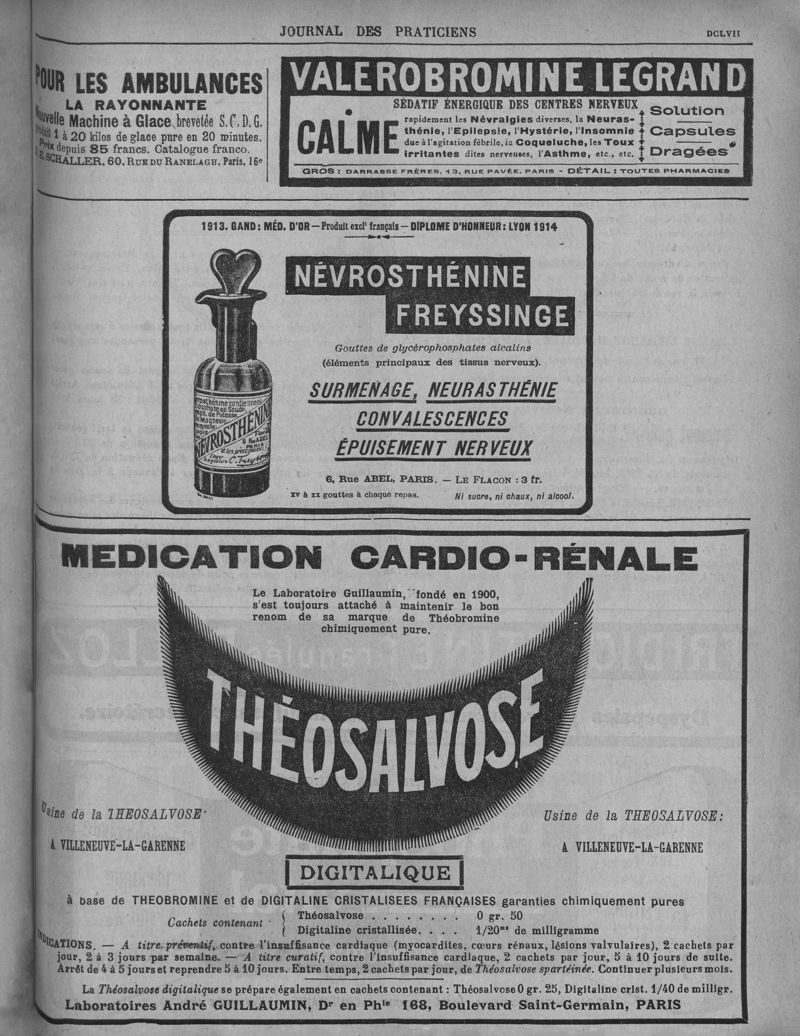 JOURNAL DES PRATICIENS
DCLVII
POUR LES AMBULANCES
LA RAYONNANTE
Nouvelle Machine à Glace, brevetée S. G. D. G.
Produit 1 à 20 kilos de glace pure en 20 minutes.
Prix depuis 85 francs. Catalogue franco.
SCHALLER, 60, RUE DU RANELAGH, Paris, 16e
VALEROBROMINE LEGRAND
SÉDATIF ÉNERGIQUE DES CENTRES NERVEUX
CALME
rapidement les Névralgies diverses, la Neuras-
thénie, l'Epilepsie, l'Hystérie, l'Insomnie
due à l'agitation fébrile, la Coqueluche, les Toux
irritantes dites nerveuses, l'Asthme, etc., etc.
Solution
Capsules
Dragées
GROS : DARRASSE FRÈRES, 13, RUE PAVÉE, PARIS - DÉTAIL : TOUTES PHARMACIES
1913. GAND : MÉD. D'OR — Produit exclt français — DIPLOME D'HONNEUR : LYON 1914
NÉVROSTHÉNINE
FREYSSINGE
Gouttes de glycérophosphates alcalins
(éléments principaux des tissus nerveux).
SURMENAGE, NEURASTHÉNIE
CONVALESCENCES
ÉPUISEMENT NERVEUX
6, Rue ABEL, PARIS. — LE FLACON : 3 fr.
XV à XX gouttes à chaque repas.
Ni sucre, ni chaux, ni alcool.
NÉVROSTHÉNINE
MEDICATION CARDIO-RÉNALE
Le Laboratoire Guillaumin, fondé en 1900,
s'est toujours attaché à maintenir le bon
renom de sa marque de Théobromine
chimiquement pure.
THÉOSALVOSE
Usine de la THEOSALVOSE
A VILLENEUVE-LA-GARENNE
Usine de la THEOSALVOSE :
A VILLENEUVE-LA-GARENNE
DIGITALIQUE
à base de THEOBROMINE et de DIGITALINE CRISTALISEES FRANÇAISES garanties chimiquement pures
Cachets contenant
Théosalvose . . . . . . . . 0 gr. 50
Digitaline cristallisée. . . . 1/20me de milligramme
INDICATIONS. — A titre préventif, contre l'insuffisance cardiaque (myocardites, cœurs rénaux, lésions valvulaires), 2 cachets par
jour, 2 à 3 jours par semaine. — A titre curatif, contre l'insuffisance cardiaque, 2 cachets par jour, 5 à 10 jours de suite.
Arrêt de 4 à 5 jours et reprendre 5 à 10 jours. Entre temps, 2 cachets par jour, de Théosalvose spartéinée. Continuer plusieurs mois.
La Théosalvose digitalique se prépare également en cachets contenant : Théosalvose 0 gr. 25, Digitaline crist. 1/40 de milligr.
Laboratoires André GUILLAUMIN, Dr en Phie 168, Boulevard Saint-Germain, PARIS